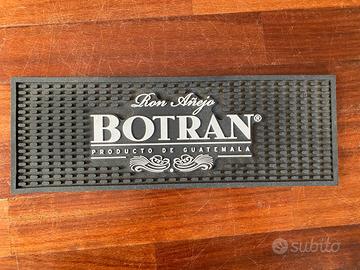 Ron Añejo
BOTRAN®
PRODUCTO DE GUATEMALA
subito